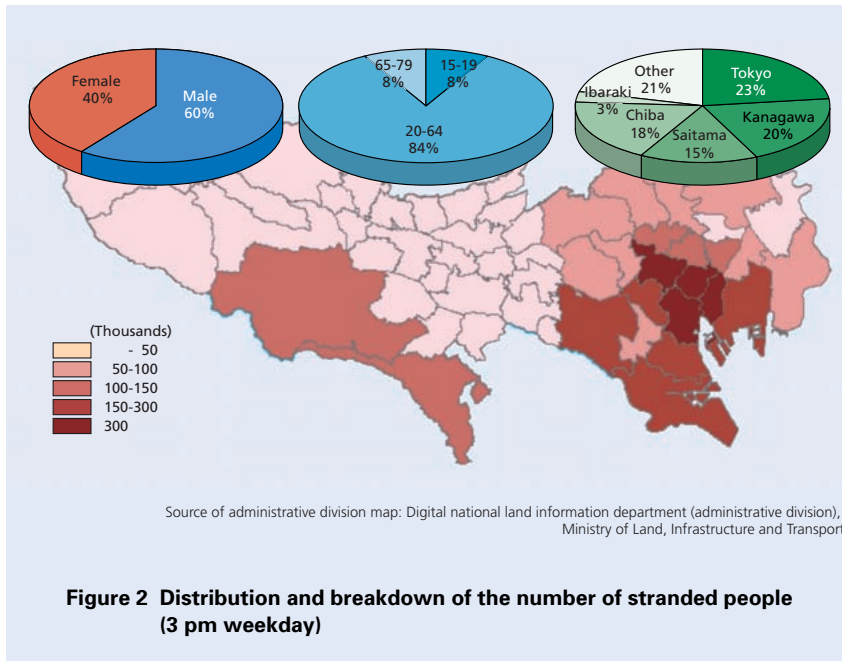 Female
40%
Male
60%
65-79
8%
15-19
8%
20-64
84%
Other
21%
Tokyo
23%
Ibaraki
3%
Chiba
18%
Saitama
15%
Kanagawa
20%
(Thousands)
- 50
50-100
100-150
150-300
300
Source of administrative division map: Digital national land information department (administrative division),
Ministry of Land, Infrastructure and Transport
Figure 2 Distribution and breakdown of the number of stranded people
(3 pm weekday)